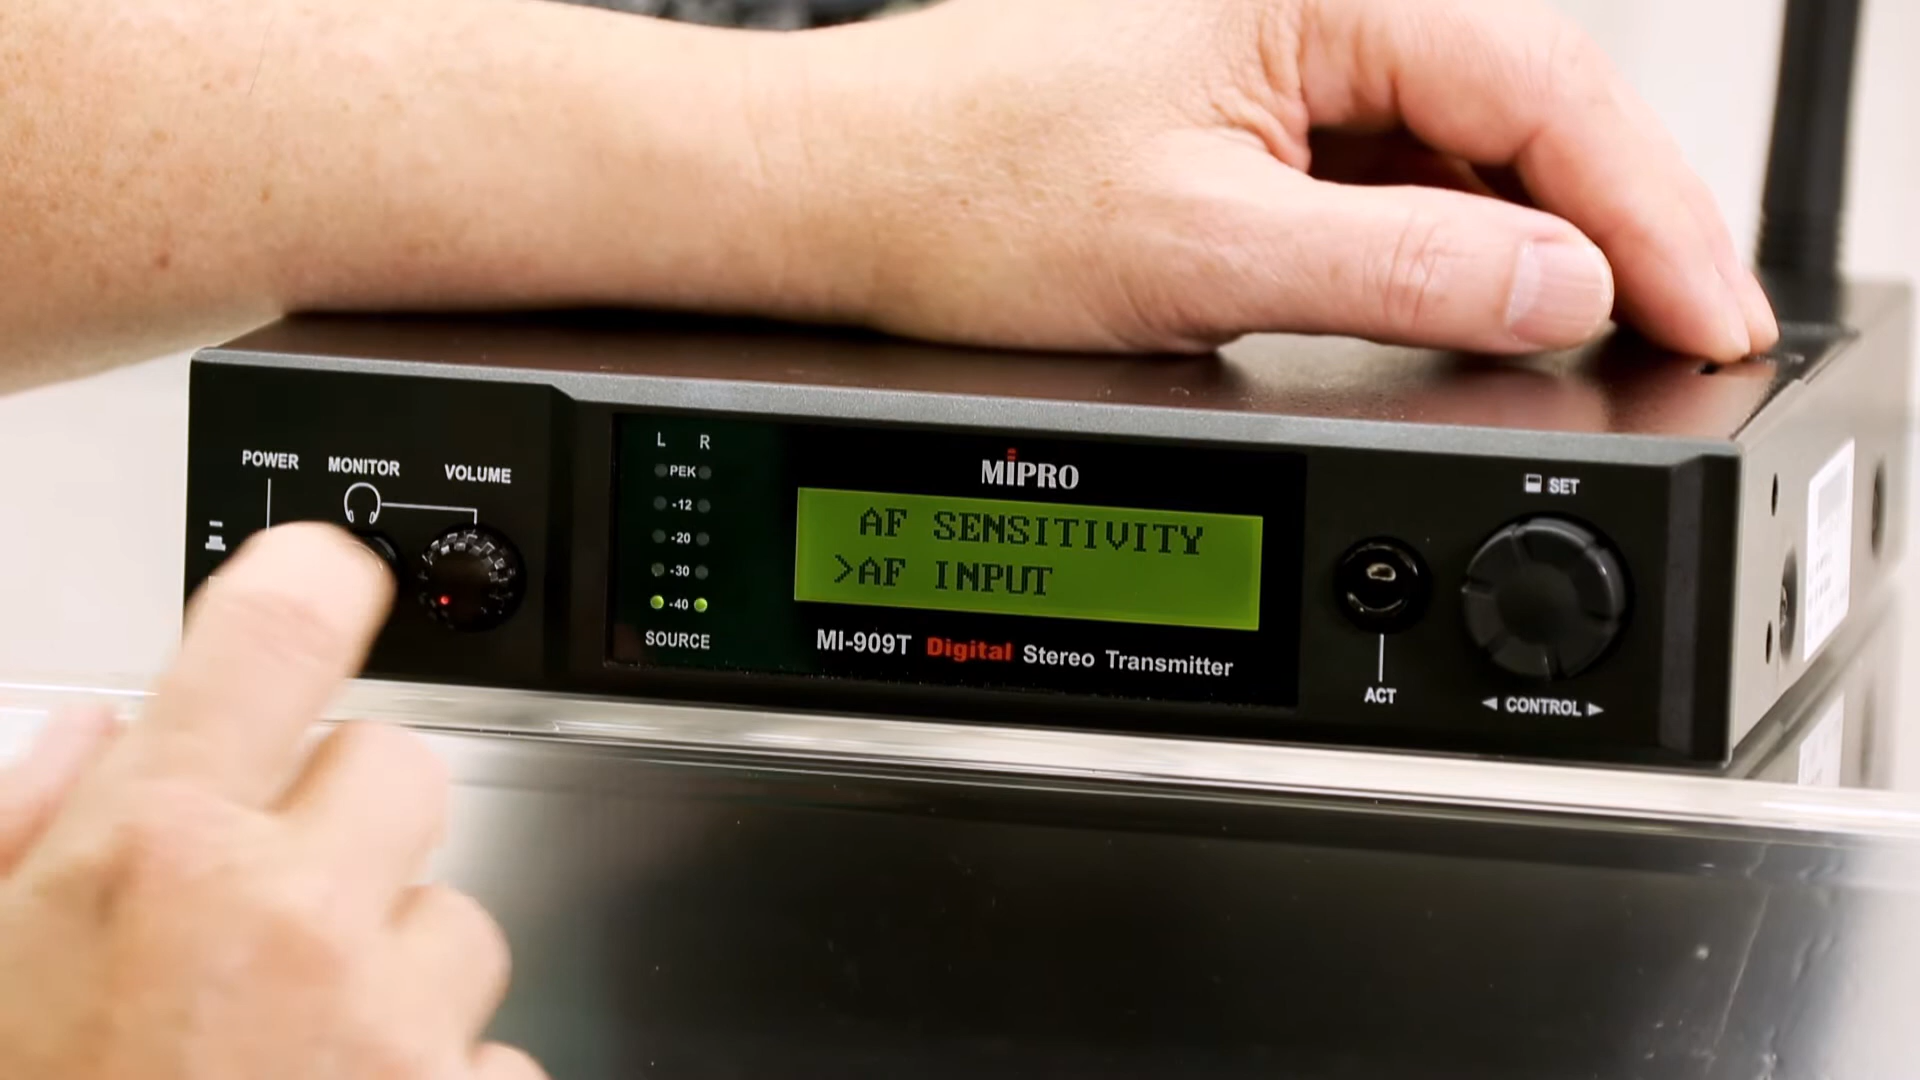 POWER
MONITOR
VOLUME
L R
PEK
-12
-20
-30
-40
SOURCE
MIPRO
AF SENSITIVITY
>AF INPUT
MI-909T Digital Stereo Transmitter
ACT
SET
◄ CONTROL ►